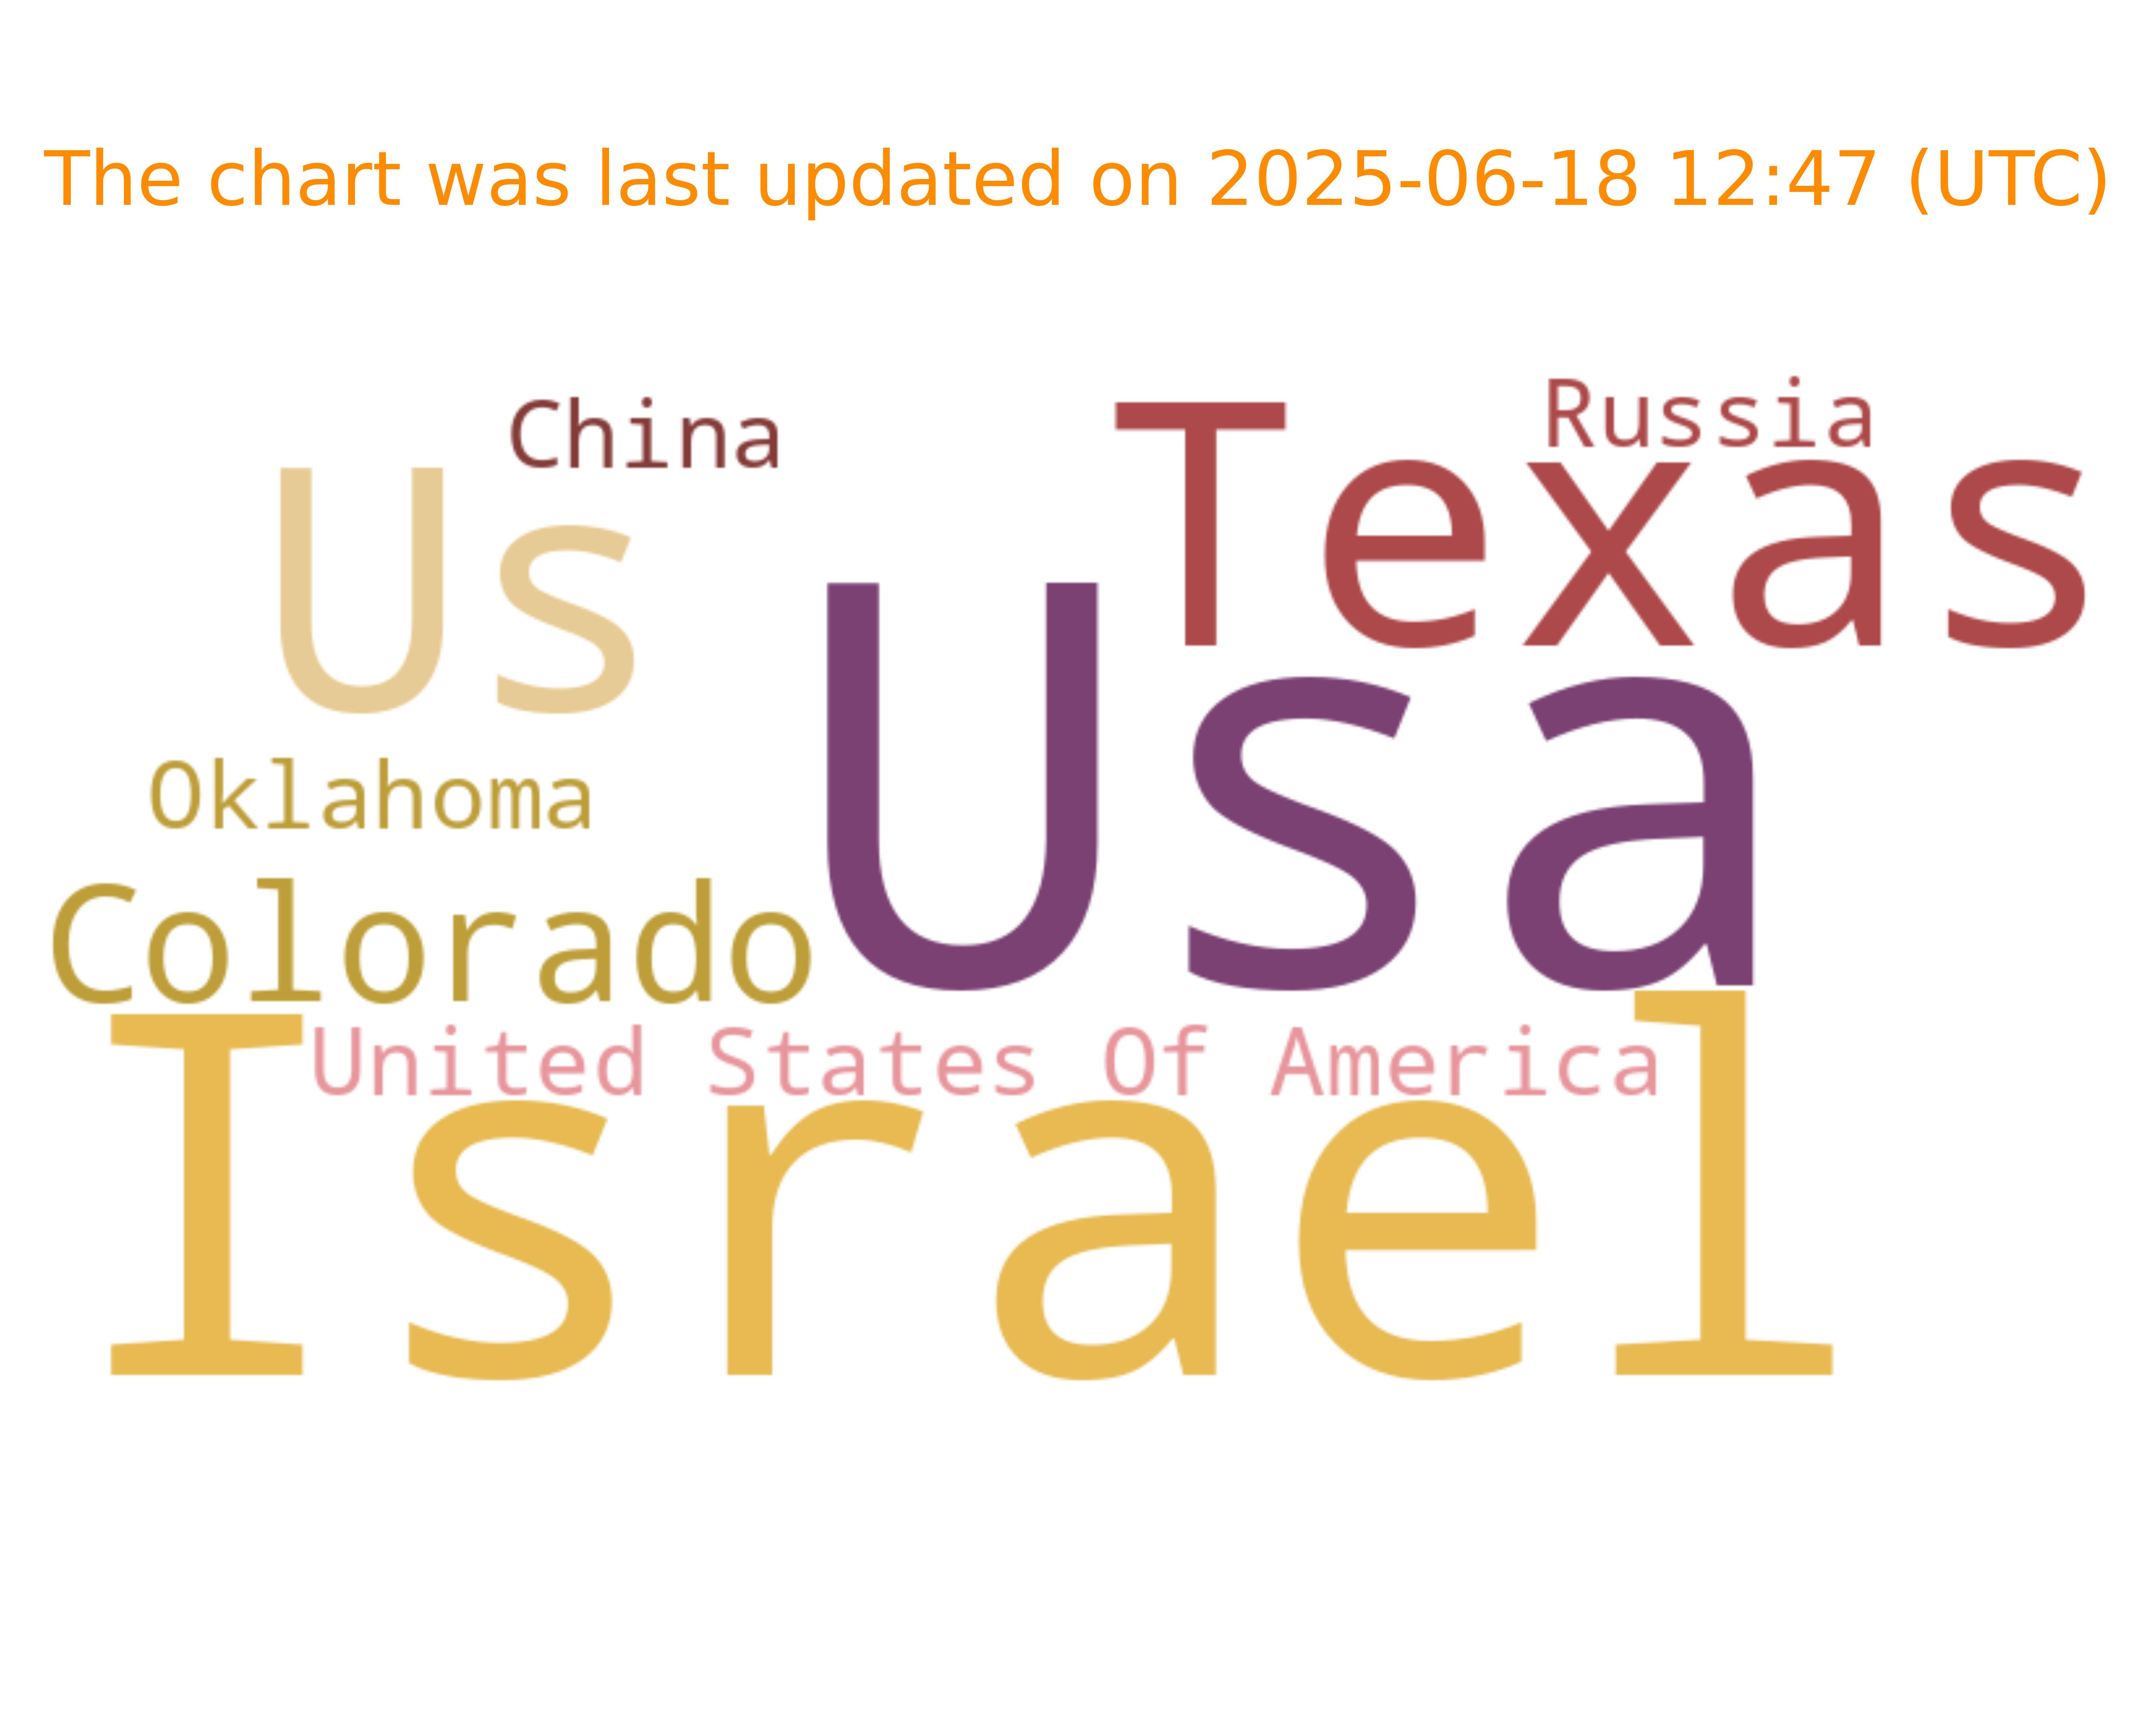 The chart was last updated on 2025-06-18 12:47 (UTC)
Russia
China
Texas
Us
Usa
Oklahoma
Colorado
United States Of America
Israel